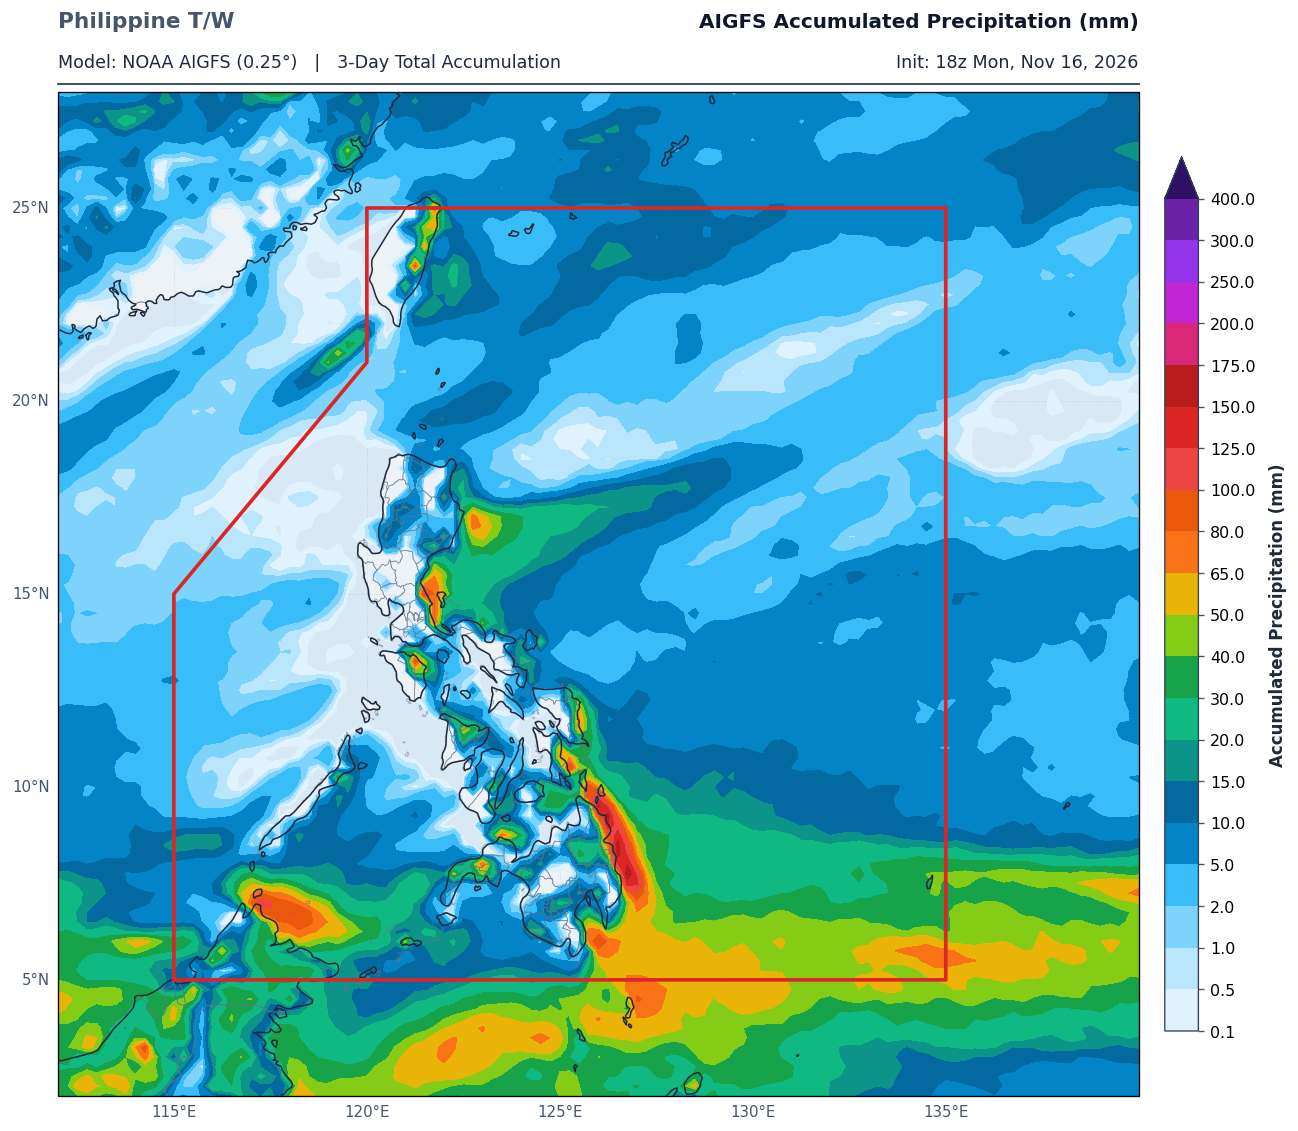 Philippine T/W
AIGFS Accumulated Precipitation (mm)
Model: NOAA AIGFS (0.25°) | 3-Day Total Accumulation
Init: 18z Mon, Nov 16, 2026
25°N
20°N
15°N
10°N
5°N
115°E
120°E
125°E
130°E
135°E
400.0
300.0
250.0
200.0
175.0
150.0
125.0
100.0
80.0
65.0
50.0
40.0
30.0
20.0
15.0
10.0
5.0
2.0
1.0
0.5
0.1
Accumulated Precipitation (mm)